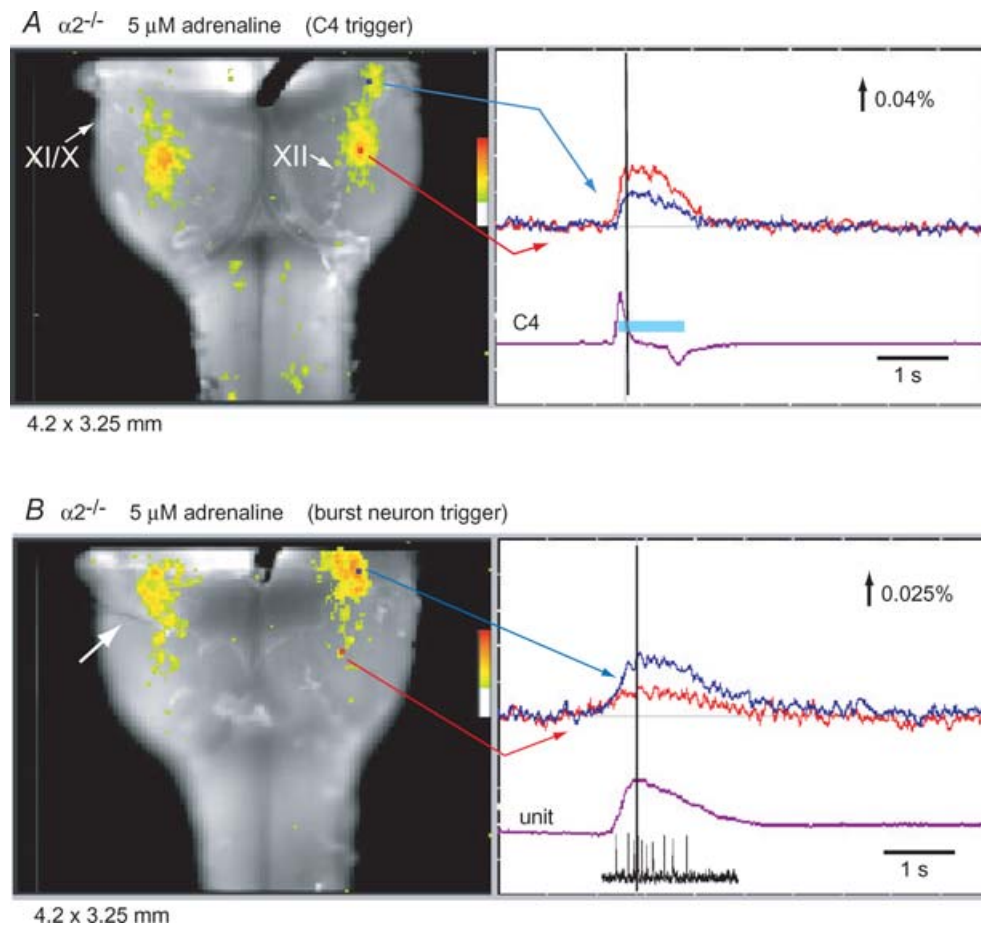 A α2-/- 5 μM adrenaline (C4 trigger)
XI/X
XII
0.04%
C4
1 s
4.2 x 3.25 mm
B α2-/- 5 μM adrenaline (burst neuron trigger)
0.025%
unit
1 s
4.2 x 3.25 mm